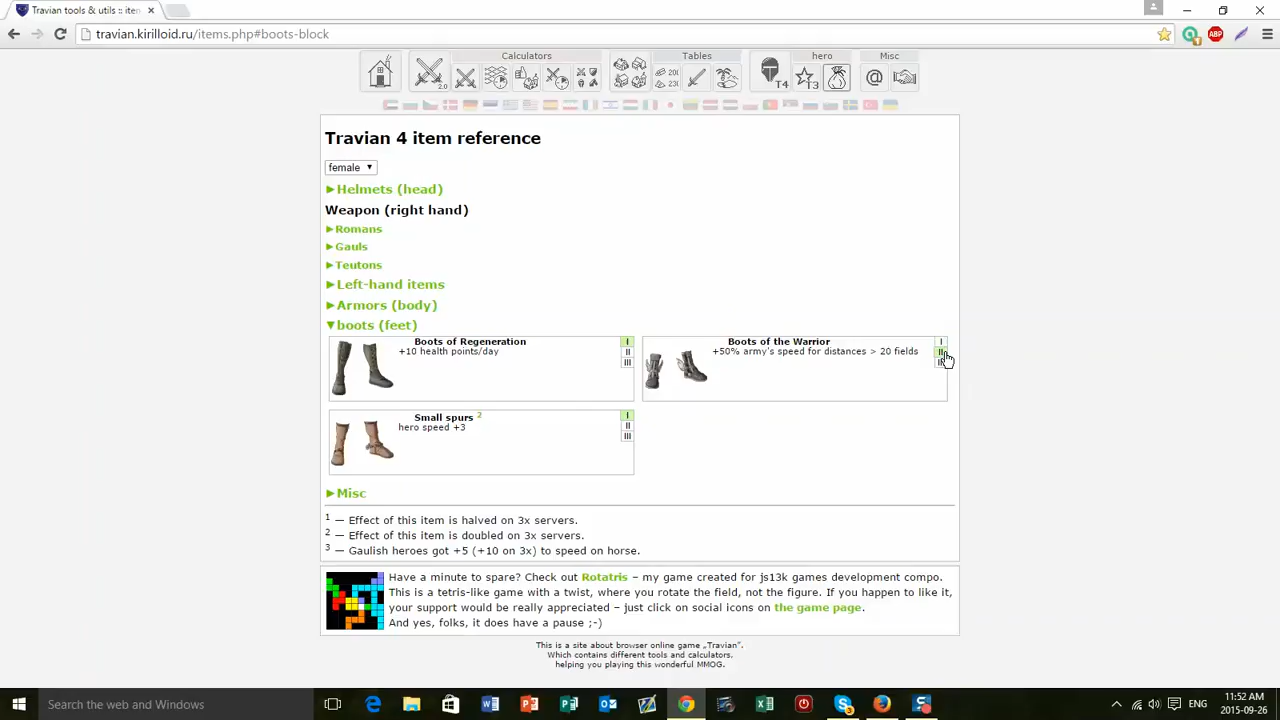 Travian tools & utils :: iten
travian.kirilloid.ru/items.php#boots-block
ABP
Calculators
Tables
hero
Misc
2.0
T4
T3
@
Travian 4 item reference
female
Helmets (head)
Weapon (right hand)
Romans
Gauls
Teutons
Left-hand items
Armors (body)
boots (feet)
Boots of Regeneration
+10 health points/day
I
II
III
Boots of the Warrior
+50% army's speed for distances > 20 fields
I
II
Small spurs 2
hero speed +3
I
II
III
Misc
1 — Effect of this item is halved on 3x servers.
2 — Effect of this item is doubled on 3x servers.
3 — Gaulish heroes got +5 (+10 on 3x) to speed on horse.
Have a minute to spare? Check out Rotatris – my game created for js13kgames development compo.
This is a tetris-like game with a twist, where you rotate the field, not the figure. If you happen to like it,
your support would be really appreciated – just click on social icons on the game page.
And yes, folks, it does have a pause ;-)
This is a site about browser online game „Travian”.
Which contains different tools and calculators,
helping you playing this wonderful MMOG.
Search the web and Windows
ENG
11:52 AM
2015-09-26